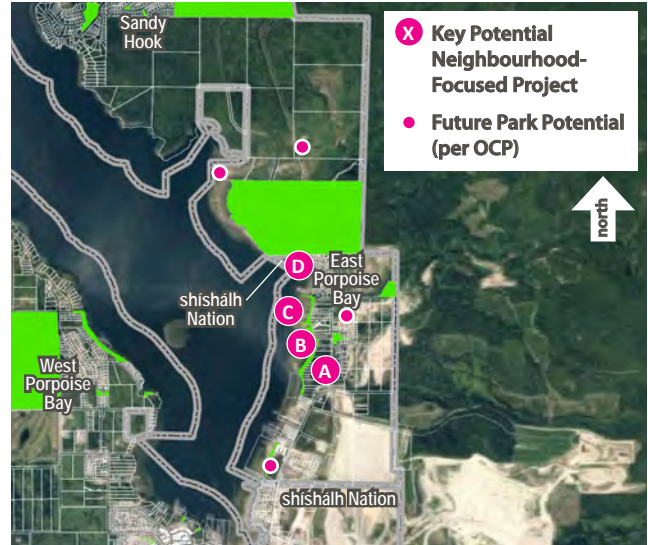 Sandy
Hook
X Key Potential
Neighbourhood-
Focused Project
Future Park Potential
(per OCP)
north
D
East
Porpoise
Bay
shíshálh
Nation
C
B
A
West
Porpoise
Bay
shíshálh Nation